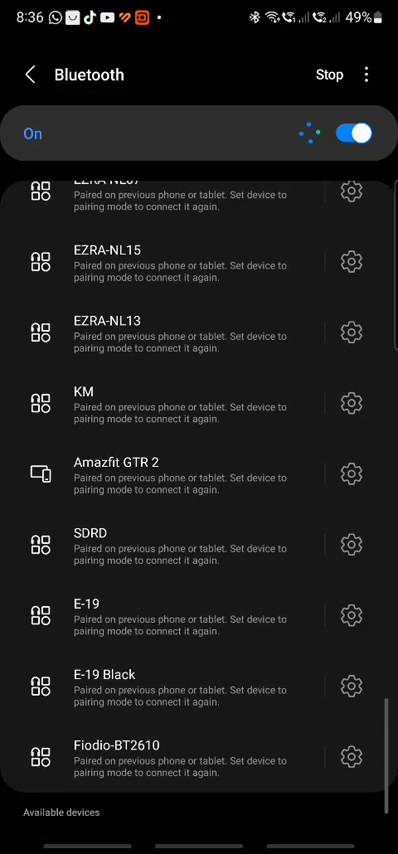 8:36
49%
Bluetooth
Stop
On
EZRA-NL07
Paired on previous phone or tablet. Set device to
pairing mode to connect it again.
EZRA-NL15
Paired on previous phone or tablet. Set device to
pairing mode to connect it again.
EZRA-NL13
Paired on previous phone or tablet. Set device to
pairing mode to connect it again.
KM
Paired on previous phone or tablet. Set device to
pairing mode to connect it again.
Amazfit GTR 2
Paired on previous phone or tablet. Set device to
pairing mode to connect it again.
SDRD
Paired on previous phone or tablet. Set device to
pairing mode to connect it again.
E-19
Paired on previous phone or tablet. Set device to
pairing mode to connect it again.
E-19 Black
Paired on previous phone or tablet. Set device to
pairing mode to connect it again.
Fiodio-BT2610
Paired on previous phone or tablet. Set device to
pairing mode to connect it again.
Available devices